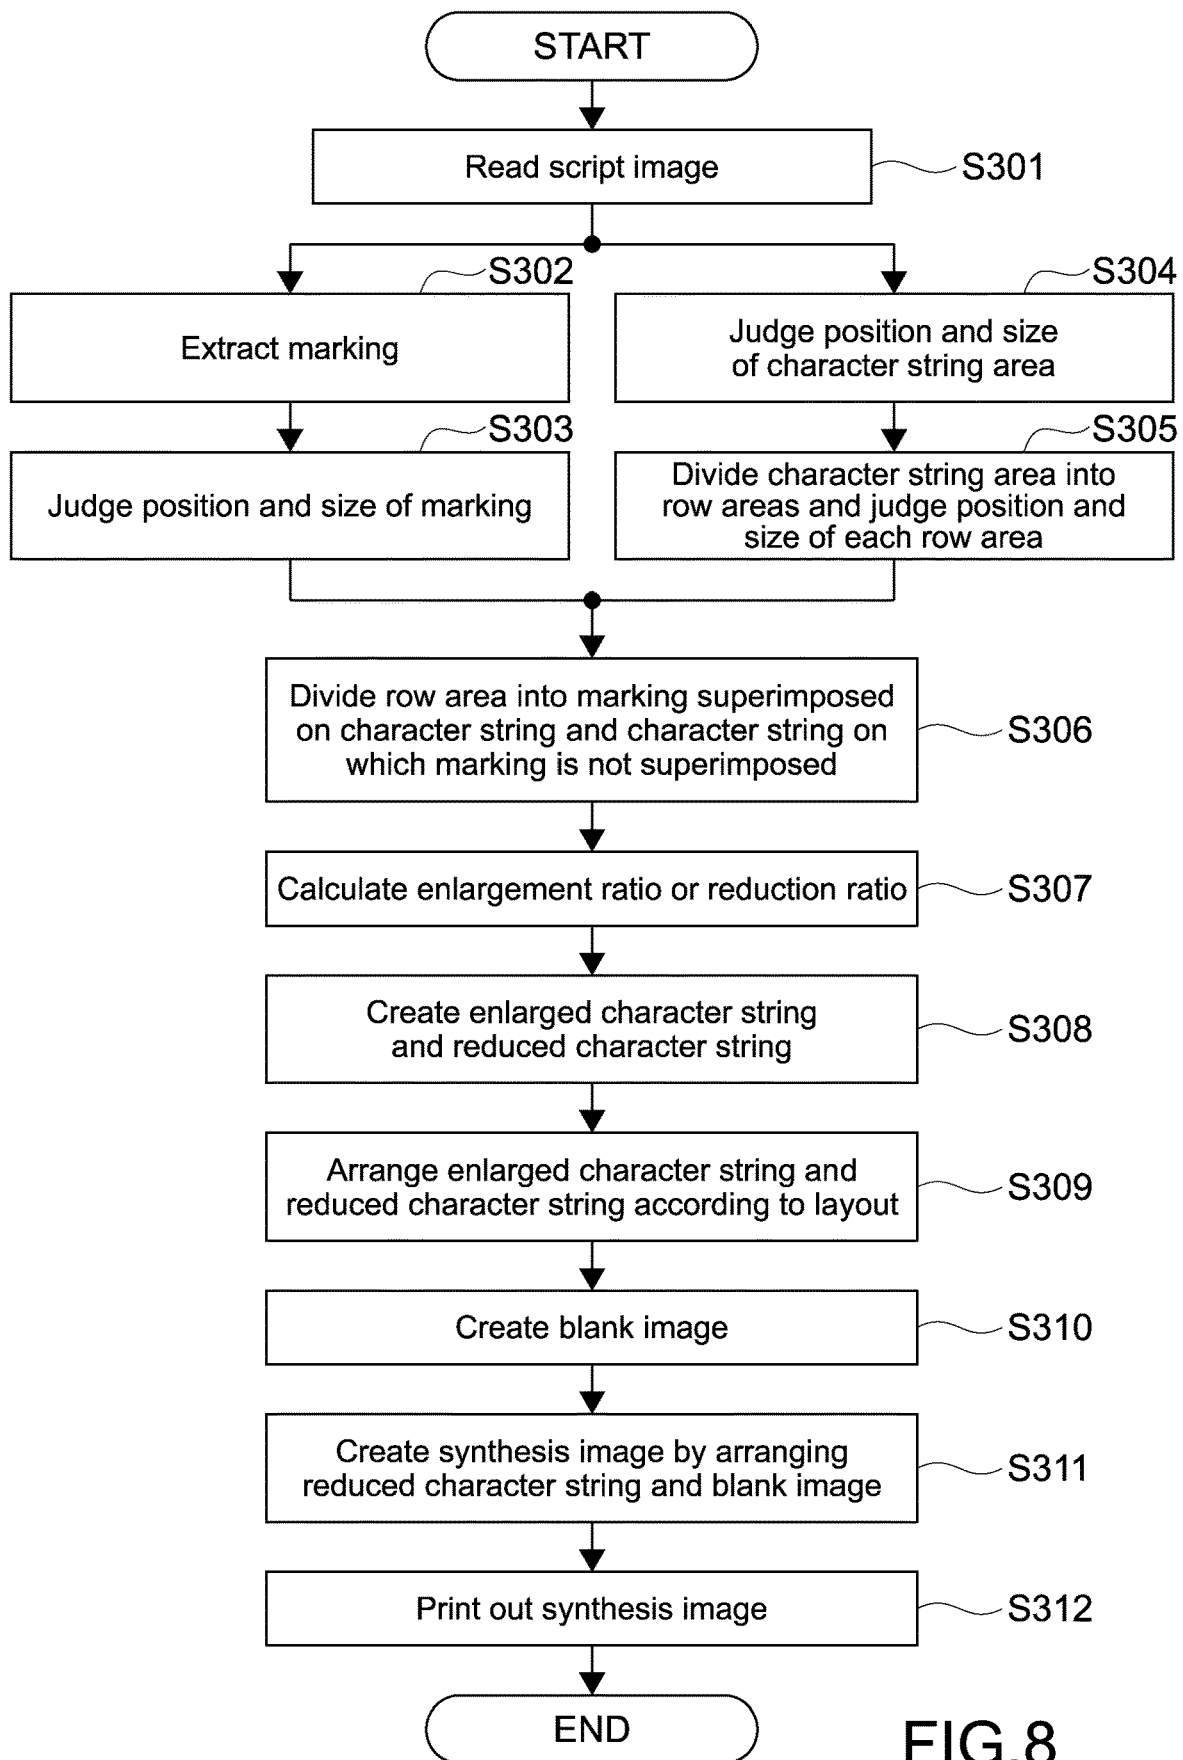 START
Read script image
S301
S302
S304
Extract marking
Judge position and size
of character string area
S303
S305
Judge position and size of marking
Divide character string area into
row areas and judge position and
size of each row area
Divide row area into marking superimposed
on character string and character string on
which marking is not superimposed
S306
Calculate enlargement ratio or reduction ratio
S307
Create enlarged character string
and reduced character string
S308
Arrange enlarged character string and
reduced character string according to layout
S309
Create blank image
S310
Create synthesis image by arranging
reduced character string and blank image
S311
Print out synthesis image
S312
END
FIG.8